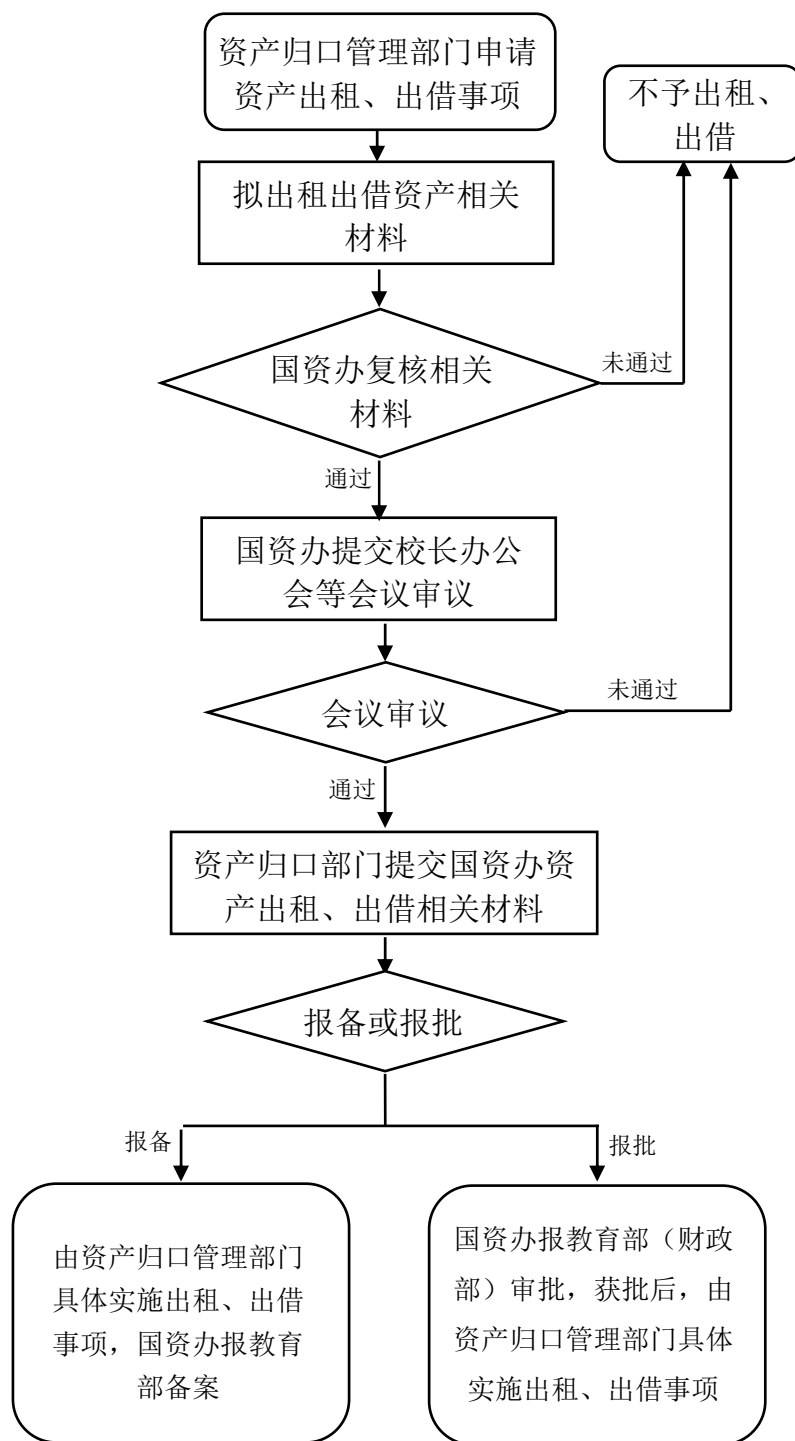 资产归口管理部门申请
资产出租、出借事项
不予出租、
出借
拟出租出借资产相关
材料
国资办复核相关
材料
未通过
通过
国资办提交校长办公
会等会议审议
会议审议
未通过
通过
资产归口部门提交国资办资
产出租、出借相关材料
报备或报批
报备
报批
由资产归口管理部门
具体实施出租、出借
事项，国资办报教育
部备案
国资办报教育部（财政
部）审批，获批后，由
资产归口管理部门具体
实施出租、出借事项